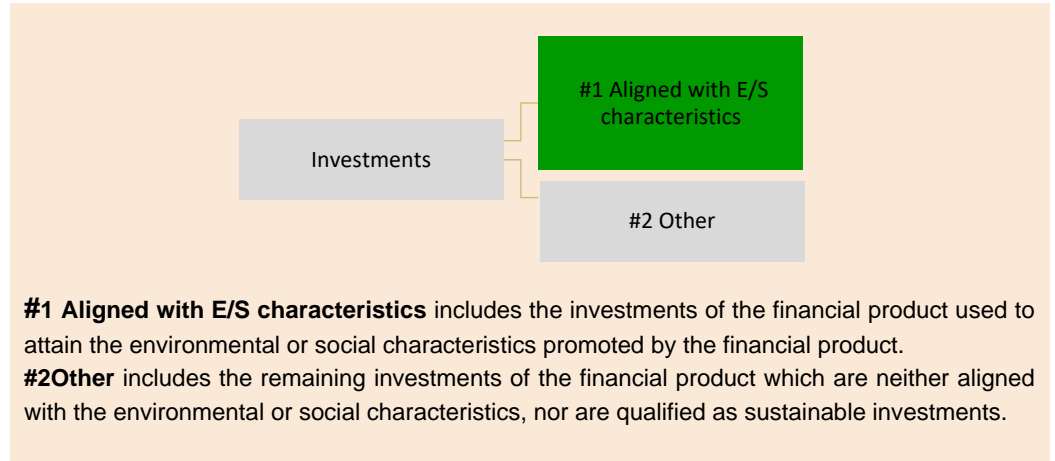 #1 Aligned with E/S
characteristics
Investments
#2 Other
#1 Aligned with E/S characteristics includes the investments of the financial product used to
attain the environmental or social characteristics promoted by the financial product.
#2Other includes the remaining investments of the financial product which are neither aligned
with the environmental or social characteristics, nor are qualified as sustainable investments.